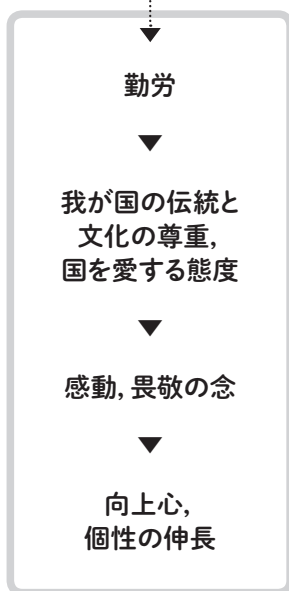 勤労
我が国の伝統と
文化の尊重,
国を愛する態度
感動, 畏敬の念
向上心,
個性の伸長